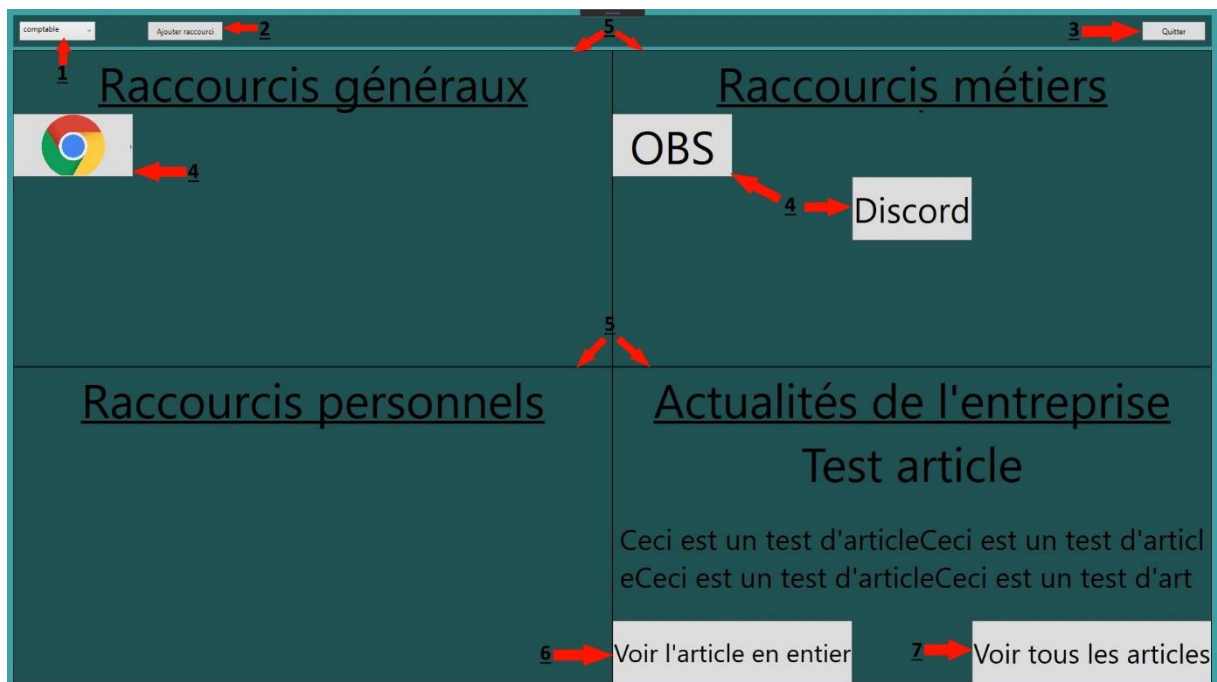 comptable
Ajouter raccourci
2
5
3
Quitter
1
Raccourcis généraux
Raccourcis métiers
4
OBS
4
Discord
5
Raccourcis personnels
Actualités de l'entreprise
Test article
Ceci est un test d'articleCeci est un test d'articl
eCeci est un test d'articleCeci est un test d'art
6
Voir l'article en entier
7
Voir tous les articles